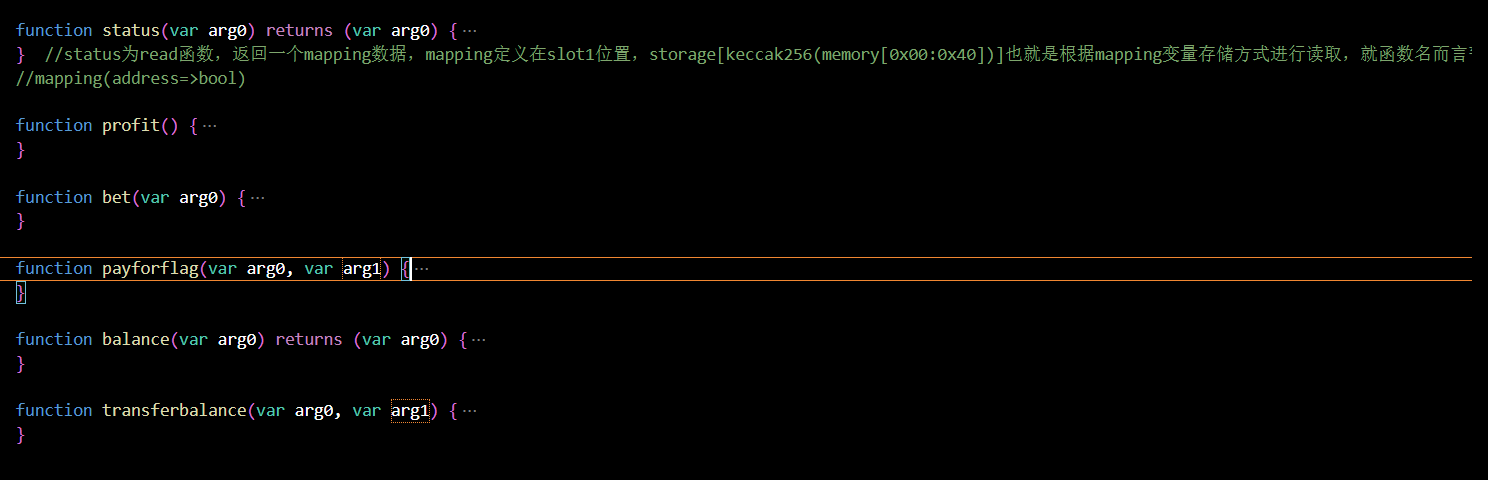 function status(var arg0) returns (var arg0) {···
}  //status为read函数，返回一个mapping数据，mapping定义在slot1位置，storage[keccak256(memory[0x00:0x40])]也就是根据mapping变量存储方式进行读取，就函数名而言
//mapping(address=>bool)
function profit() {···
}
function bet(var arg0) {···
}
function payforflag(var arg0, var arg1) {···
}
function balance(var arg0) returns (var arg0) {···
}
function transferbalance(var arg0, var arg1) {···
}